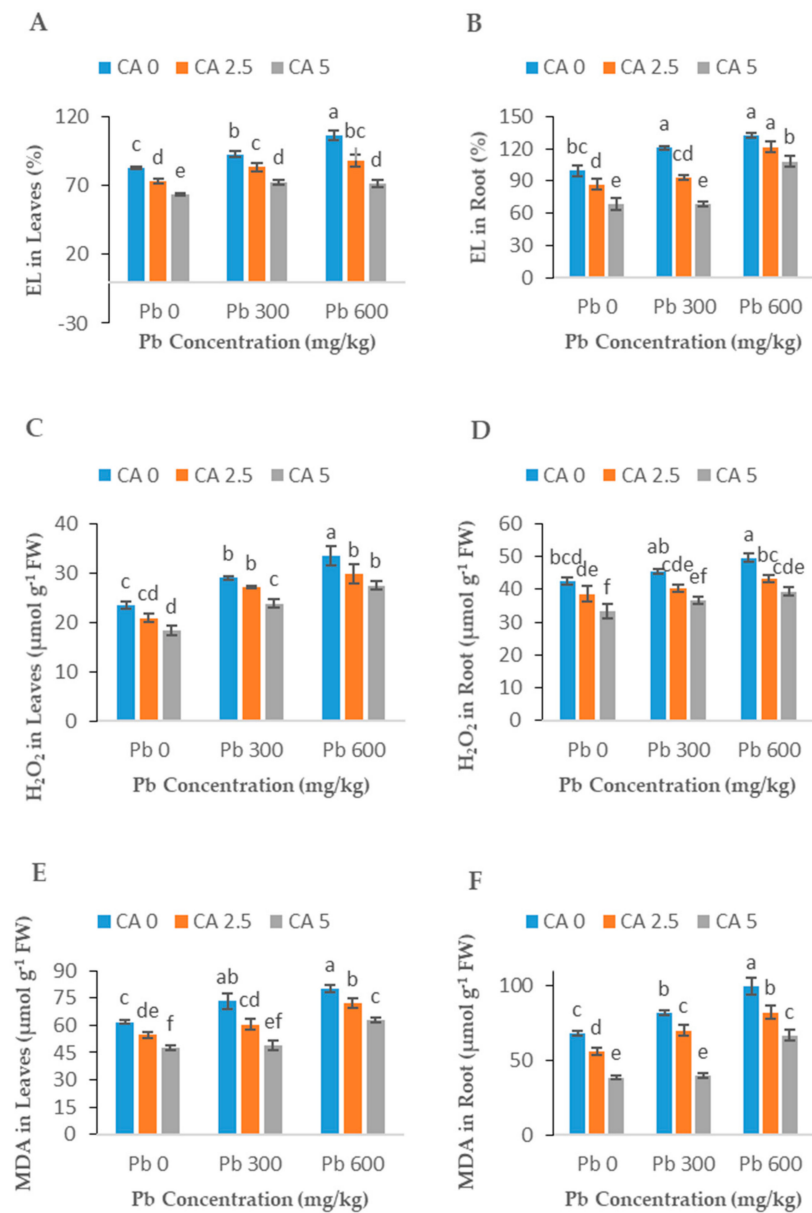 A
CA 0 CA 2.5 CA 5
EL in Leaves (%)
120
70
20
-30
c d e b c d a bc d
Pb 0 Pb 300 Pb 600
Pb Concentration (mg/kg)
B
CA 0 CA 2.5 CA 5
EL in Root (%)
150
120
90
60
30
0
bc d e a cd e a a b
Pb 0 Pb 300 Pb 600
Pb Concentration (mg/kg)
C
CA 0 CA 2.5 CA 5
H₂O₂ in Leaves (µmol g⁻¹ FW)
40
30
20
10
0
c cd d b b c a b b
Pb 0 Pb 300 Pb 600
Pb Concentration (mg/kg)
D
CA 0 CA 2.5 CA 5
H₂O₂ in Root (µmol g⁻¹ FW)
60
50
40
30
20
10
0
bcd de f ab cde ef a bc cde
Pb 0 Pb 300 Pb 600
Pb Concentration (mg/kg)
E
CA 0 CA 2.5 CA 5
MDA in Leaves (µmol g⁻¹ FW)
90
75
60
45
30
15
0
c de f ab cd ef a b c
Pb 0 Pb 300 Pb 600
Pb Concentration (mg/kg)
F
CA 0 CA 2.5 CA 5
MDA in Root (µmol g⁻¹ FW)
100
50
0
c d e b c e a b c
Pb 0 Pb 300 Pb 600
Pb Concentration (mg/kg)